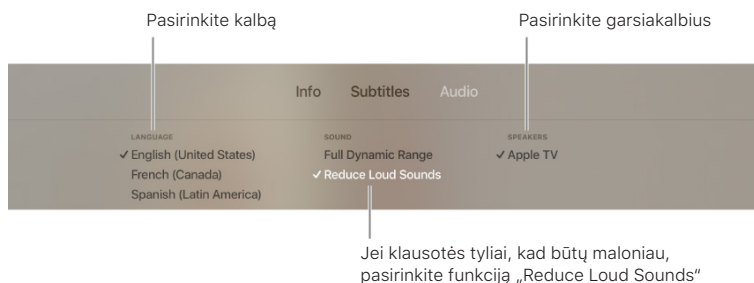 Pasirinkite kalbą
Pasirinkite garsiakalbius
Info Subtitles Audio
LANGUAGE
✓ English (United States)
French (Canada)
Spanish (Latin America)
SOUND
Full Dynamic Range
✓ Reduce Loud Sounds
SPEAKERS
✓ Apple TV
Jei klausotės tyliai, kad būtų maloniau,
pasirinkite funkciją „Reduce Loud Sounds“